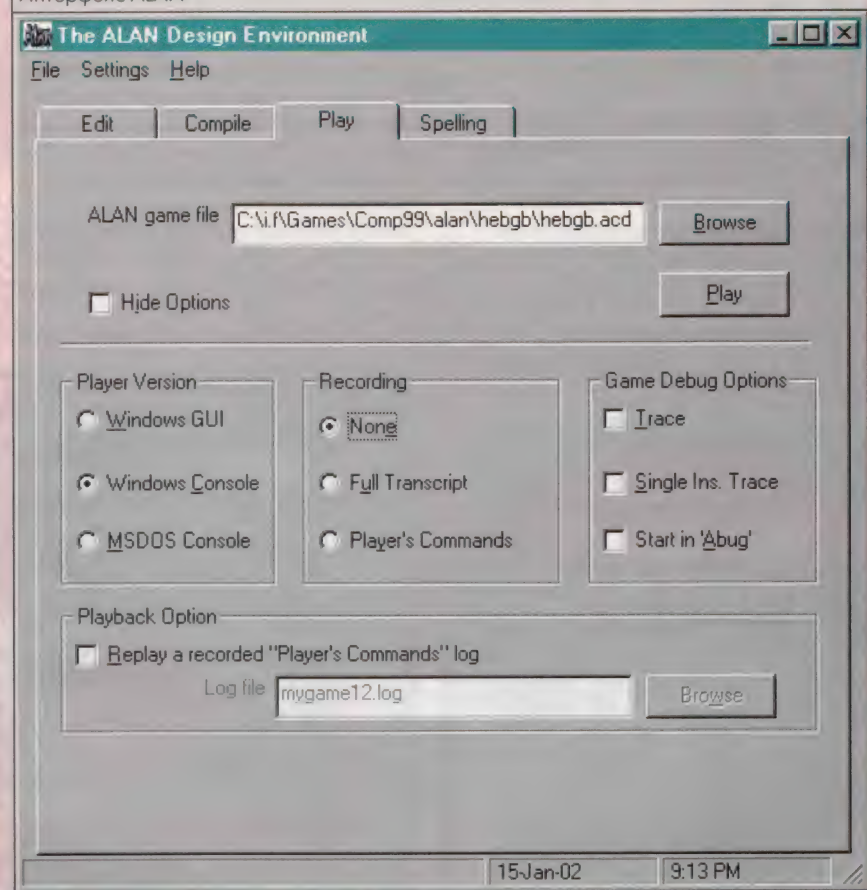 Интерфейс ALAN
The ALAN Design Environment
File Settings Help
Edit Compile Play Spelling
ALAN game file C:\i.f\Games\Comp99\alan\hebgb\hebgb.acd Browse
Hide Options Play
Player Version Recording Game Debug Options
Windows GUI None Trace
Windows Console Full Transcript Single Ins. Trace
MSDOS Console Player's Commands Start in 'Abug'
Playback Option
Replay a recorded "Player's Commands" log
Log file mygame12.log Browse
15-Jan-02 9:13 PM